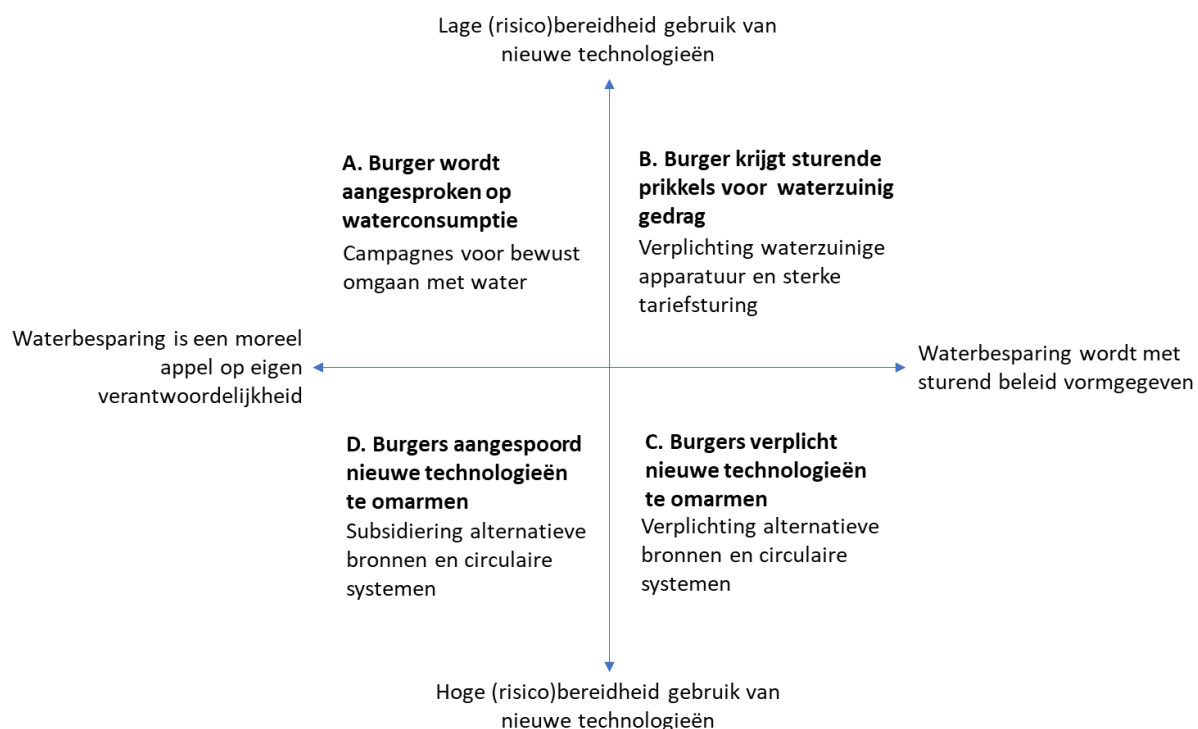 Lage (risico)bereidheid gebruik van
nieuwe technologieën
A. Burger wordt
aangesproken op
waterconsumptie
Campagnes voor bewust
omgaan met water
B. Burger krijgt sturende
prikkels voor waterzuinig
gedrag
Verplichting waterzuinige
apparatuur en sterke
tariefsturing
Waterbesparing is een moreel
appel op eigen
verantwoordelijkheid
Waterbesparing wordt met
sturend beleid vormgegeven
D. Burgers aangespoord
nieuwe technologieën
te omarmen
Subsidiering alternatieve
bronnen en circulaire
systemen
C. Burgers verplicht
nieuwe technologieën
te omarmen
Verplichting alternatieve
bronnen en circulaire
systemen
Hoge (risico)bereidheid gebruik van
nieuwe technologieën